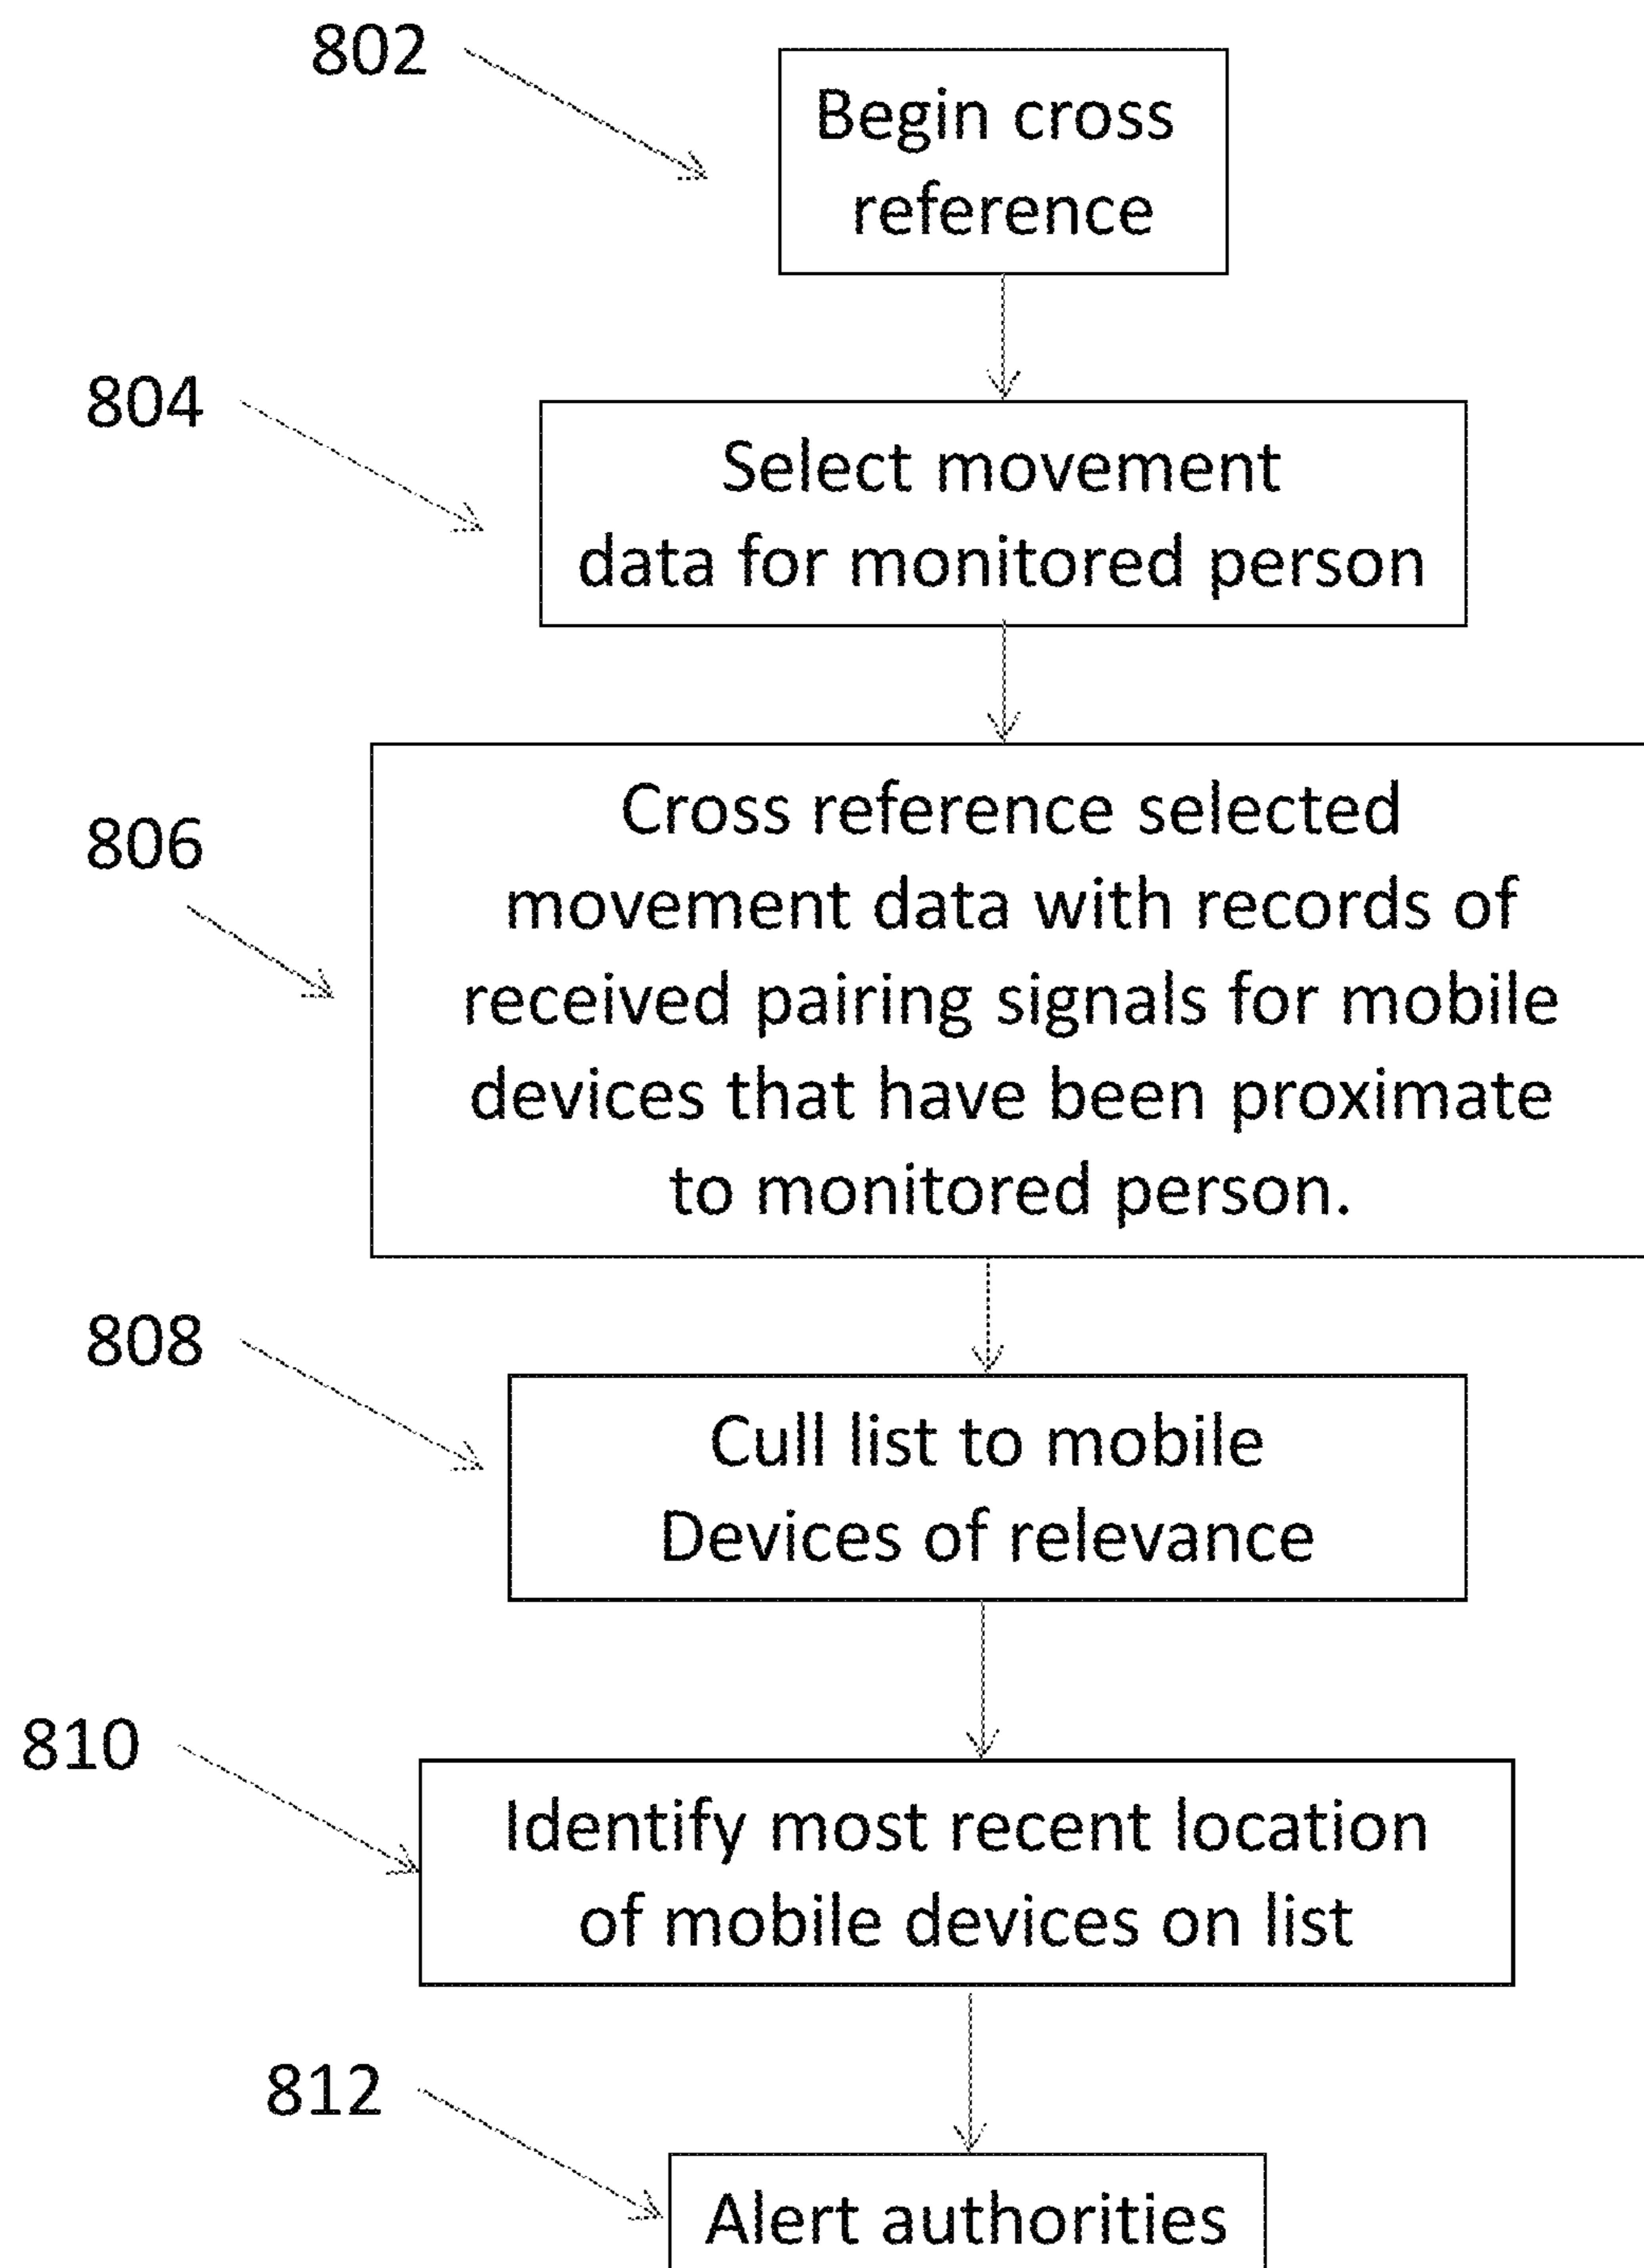 802
Begin cross
reference
804
Select movement
data for monitored person
806
Cross reference selected
movement data with records of
received pairing signals for mobile
devices that have been proximate
to monitored person.
808
Cull list to mobile
Devices of relevance
810
Identify most recent location
of mobile devices on list
812
Alert authorities